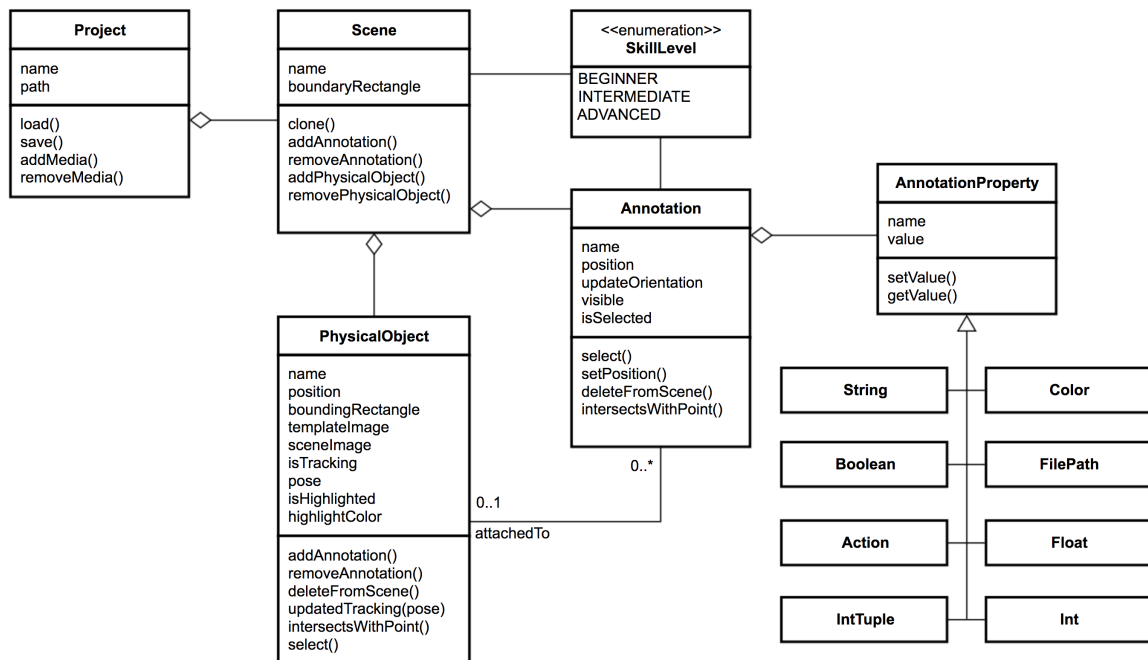 Project
name
path
load()
save()
addMedia()
removeMedia()
Scene
name
boundaryRectangle
clone()
addAnnotation()
removeAnnotation()
addPhysicalObject()
removePhysicalObject()
<<enumeration>>
SkillLevel
BEGINNER
INTERMEDIATE
ADVANCED
Annotation
name
position
updateOrientation
visible
isSelected
select()
setPosition()
deleteFromScene()
intersectsWithPoint()
AnnotationProperty
name
value
setValue()
getValue()
PhysicalObject
name
position
boundingRectangle
templateImage
sceneImage
isTracking
pose
isHighlighted
highlightColor
addAnnotation()
removeAnnotation()
deleteFromScene()
updatedTracking(pose)
intersectsWithPoint()
select()
0..*
0..1
attachedTo
String
Color
Boolean
FilePath
Action
Float
IntTuple
Int